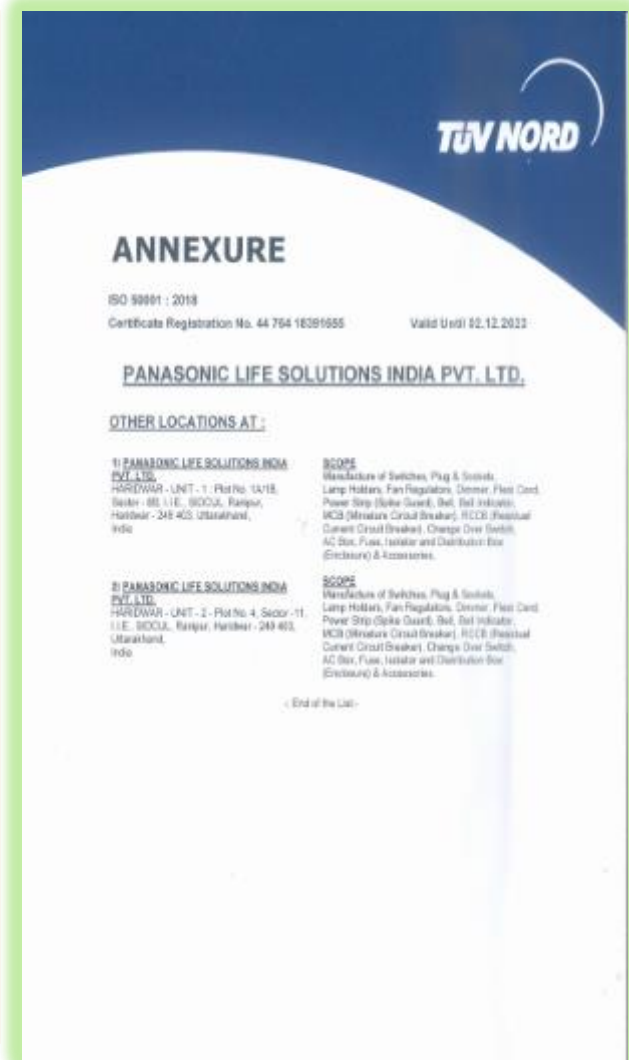 TÜV NORD
ANNEXURE
ISO 50001 : 2018
Certificate Registration No. 44 764 18391655 Valid Until 02.12.2023
PANASONIC LIFE SOLUTIONS INDIA PVT. LTD.
OTHER LOCATIONS AT :
1) PANASONIC LIFE SOLUTIONS INDIA
PVT. LTD.
HARIDWAR - UNIT - 1 : Plot No. 1A/1B,
Sector - 8B, I.I.E., SIDCUL, Ranipur,
Haridwar - 249 403, Uttarakhand,
India
SCOPE
Manufacture of Switches, Plug & Sockets,
Lamp Holders, Fan Regulators, Dimmer, Flexi Cord,
Power Strip (Spike Guard), Bell, Bell Indicator,
MCB (Miniature Circuit Breaker), RCCB (Residual
Current Circuit Breaker), Change Over Switch,
AC Box, Fuse, Isolator and Distribution Box
(Enclosure) & Accessories.
2) PANASONIC LIFE SOLUTIONS INDIA
PVT. LTD.
HARIDWAR - UNIT - 2 - Plot No. 4, Sector -11,
I.I.E., SIDCUL, Ranipur, Haridwar - 249 403,
Uttarakhand,
India
SCOPE
Manufacture of Switches, Plug & Sockets,
Lamp Holders, Fan Regulators, Dimmer, Flexi Cord,
Power Strip (Spike Guard), Bell, Bell Indicator,
MCB (Miniature Circuit Breaker), RCCB (Residual
Current Circuit Breaker), Change Over Switch,
AC Box, Fuse, Isolator and Distribution Box
(Enclosure) & Accessories.
- End of the List -